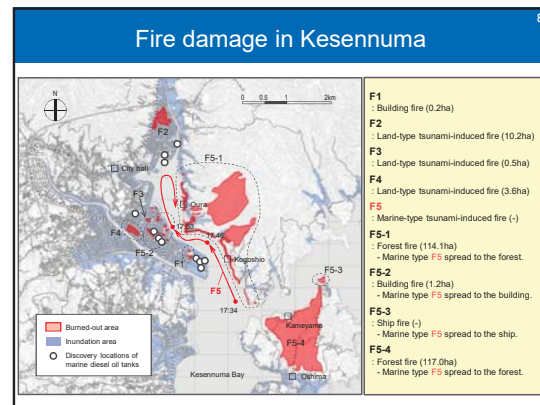 8
Fire damage in Kesennuma
N
0 0.5 1 2km
F2
City hall
F5-1
F3
Oura
17:53
17:46
F4
F5-2
F1
Kogoshio
F5-3
F5
17:34
Kameyama
F5-4
Kesennuma Bay
Oshima
Burned-out area
Inundation area
Discovery locations of
marine diesel oil tanks
F1
: Building fire (0.2ha)
F2
: Land-type tsunami-induced fire (10.2ha)
F3
: Land-type tsunami-induced fire (0.5ha)
F4
: Land-type tsunami-induced fire (3.6ha)
F5
: Marine-type tsunami-induced fire (-)
F5-1
: Forest fire (114.1ha)
- Marine type F5 spread to the forest.
F5-2
: Building fire (1.2ha)
- Marine type F5 spread to the building.
F5-3
: Ship fire (-)
- Marine type F5 spread to the ship.
F5-4
: Forest fire (117.0ha)
- Marine type F5 spread to the forest.